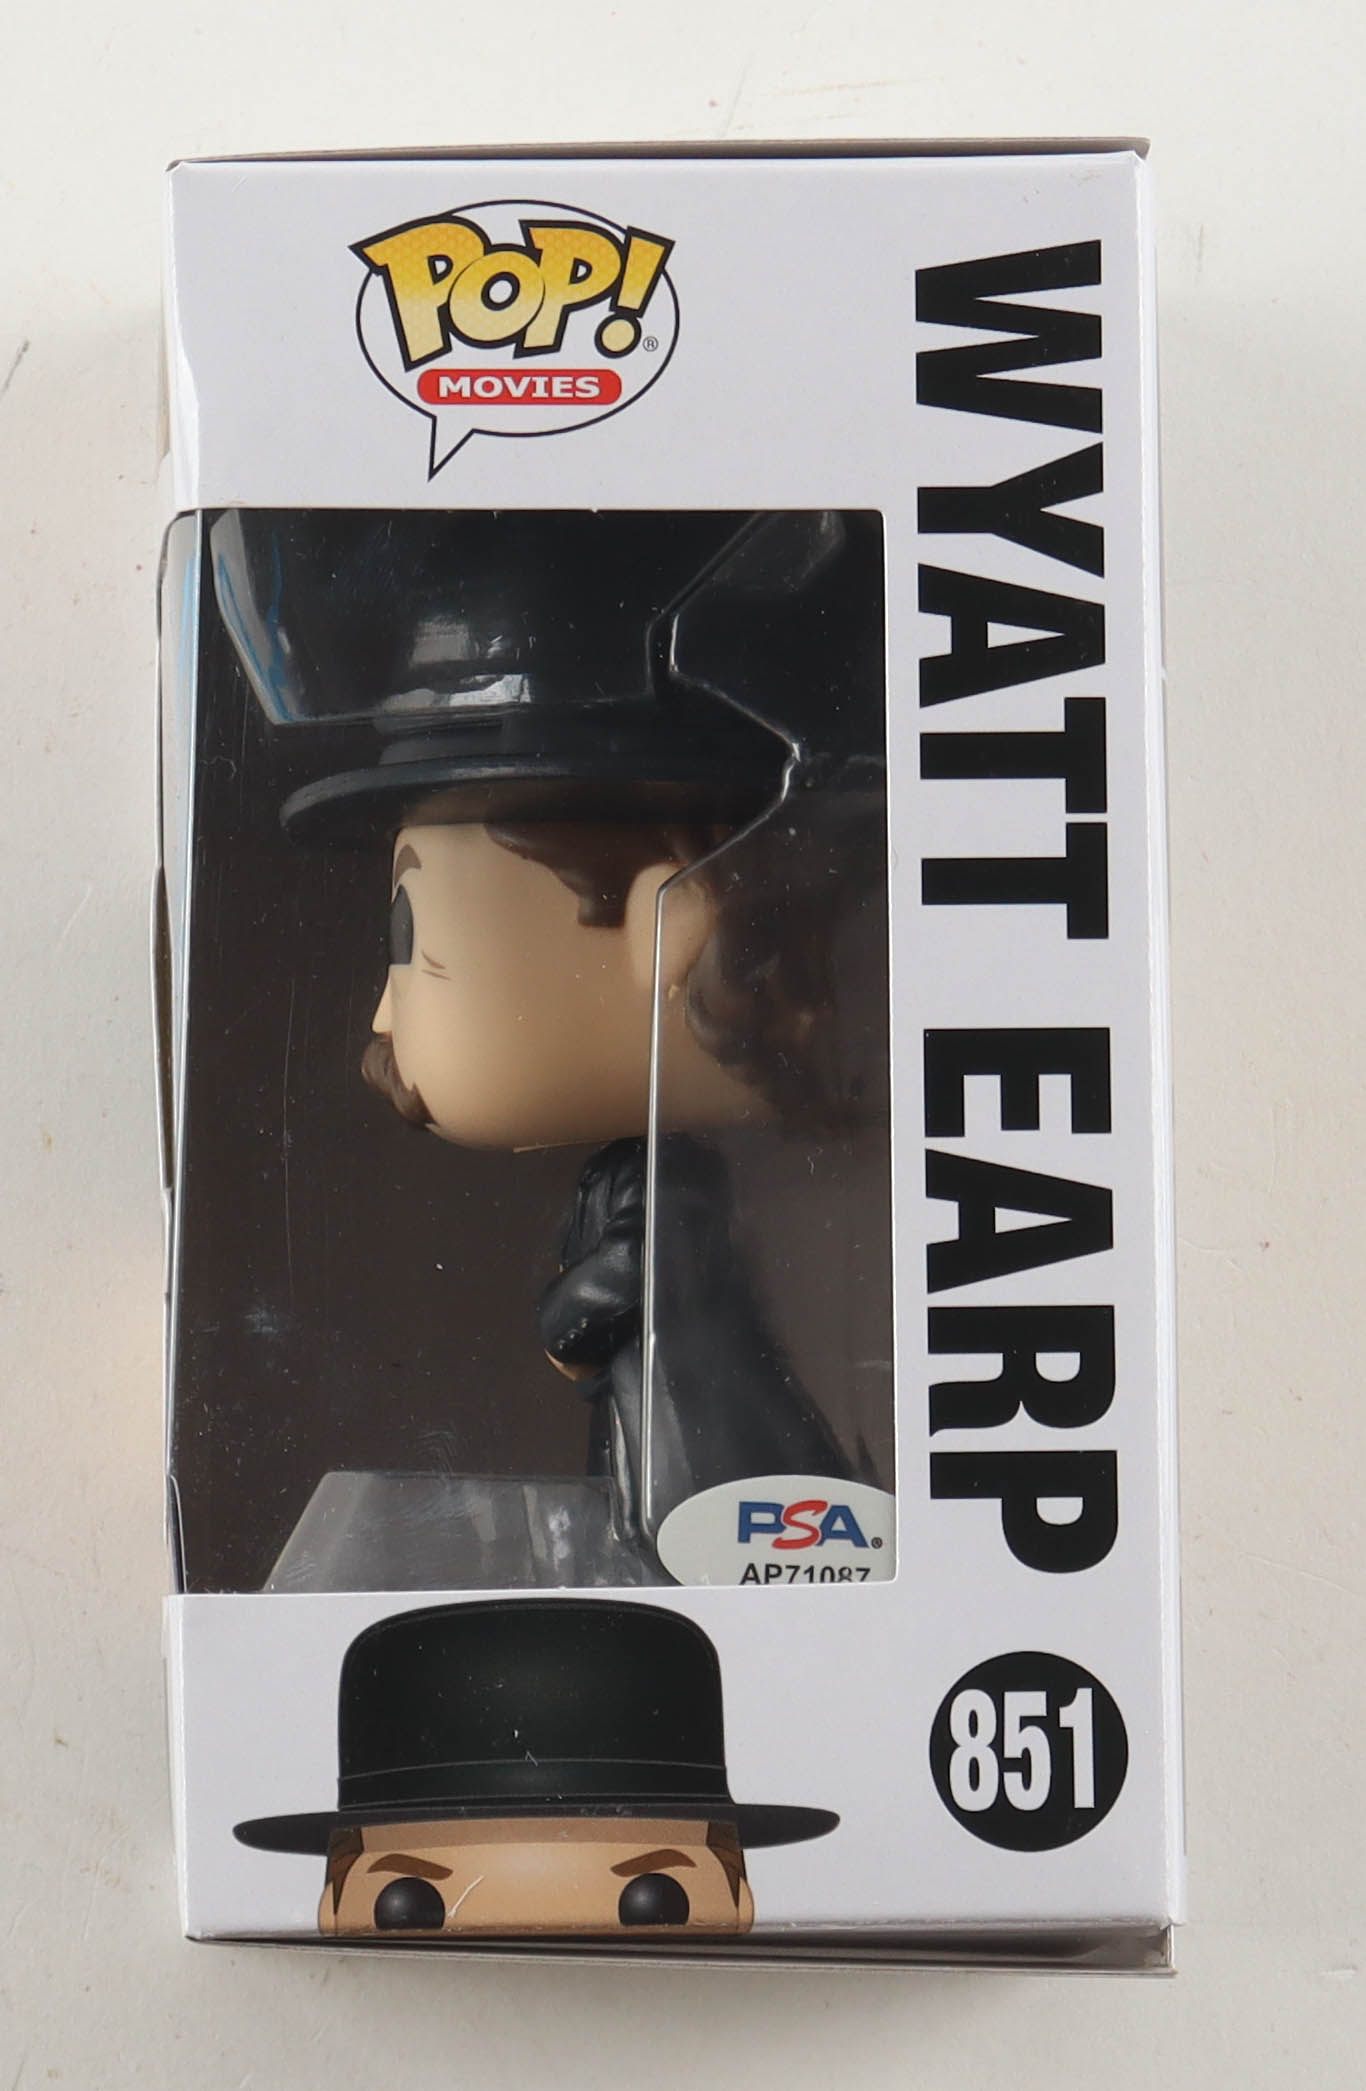 POP!®
MOVIES
WYATT EARP
PSA®
AP71087
851